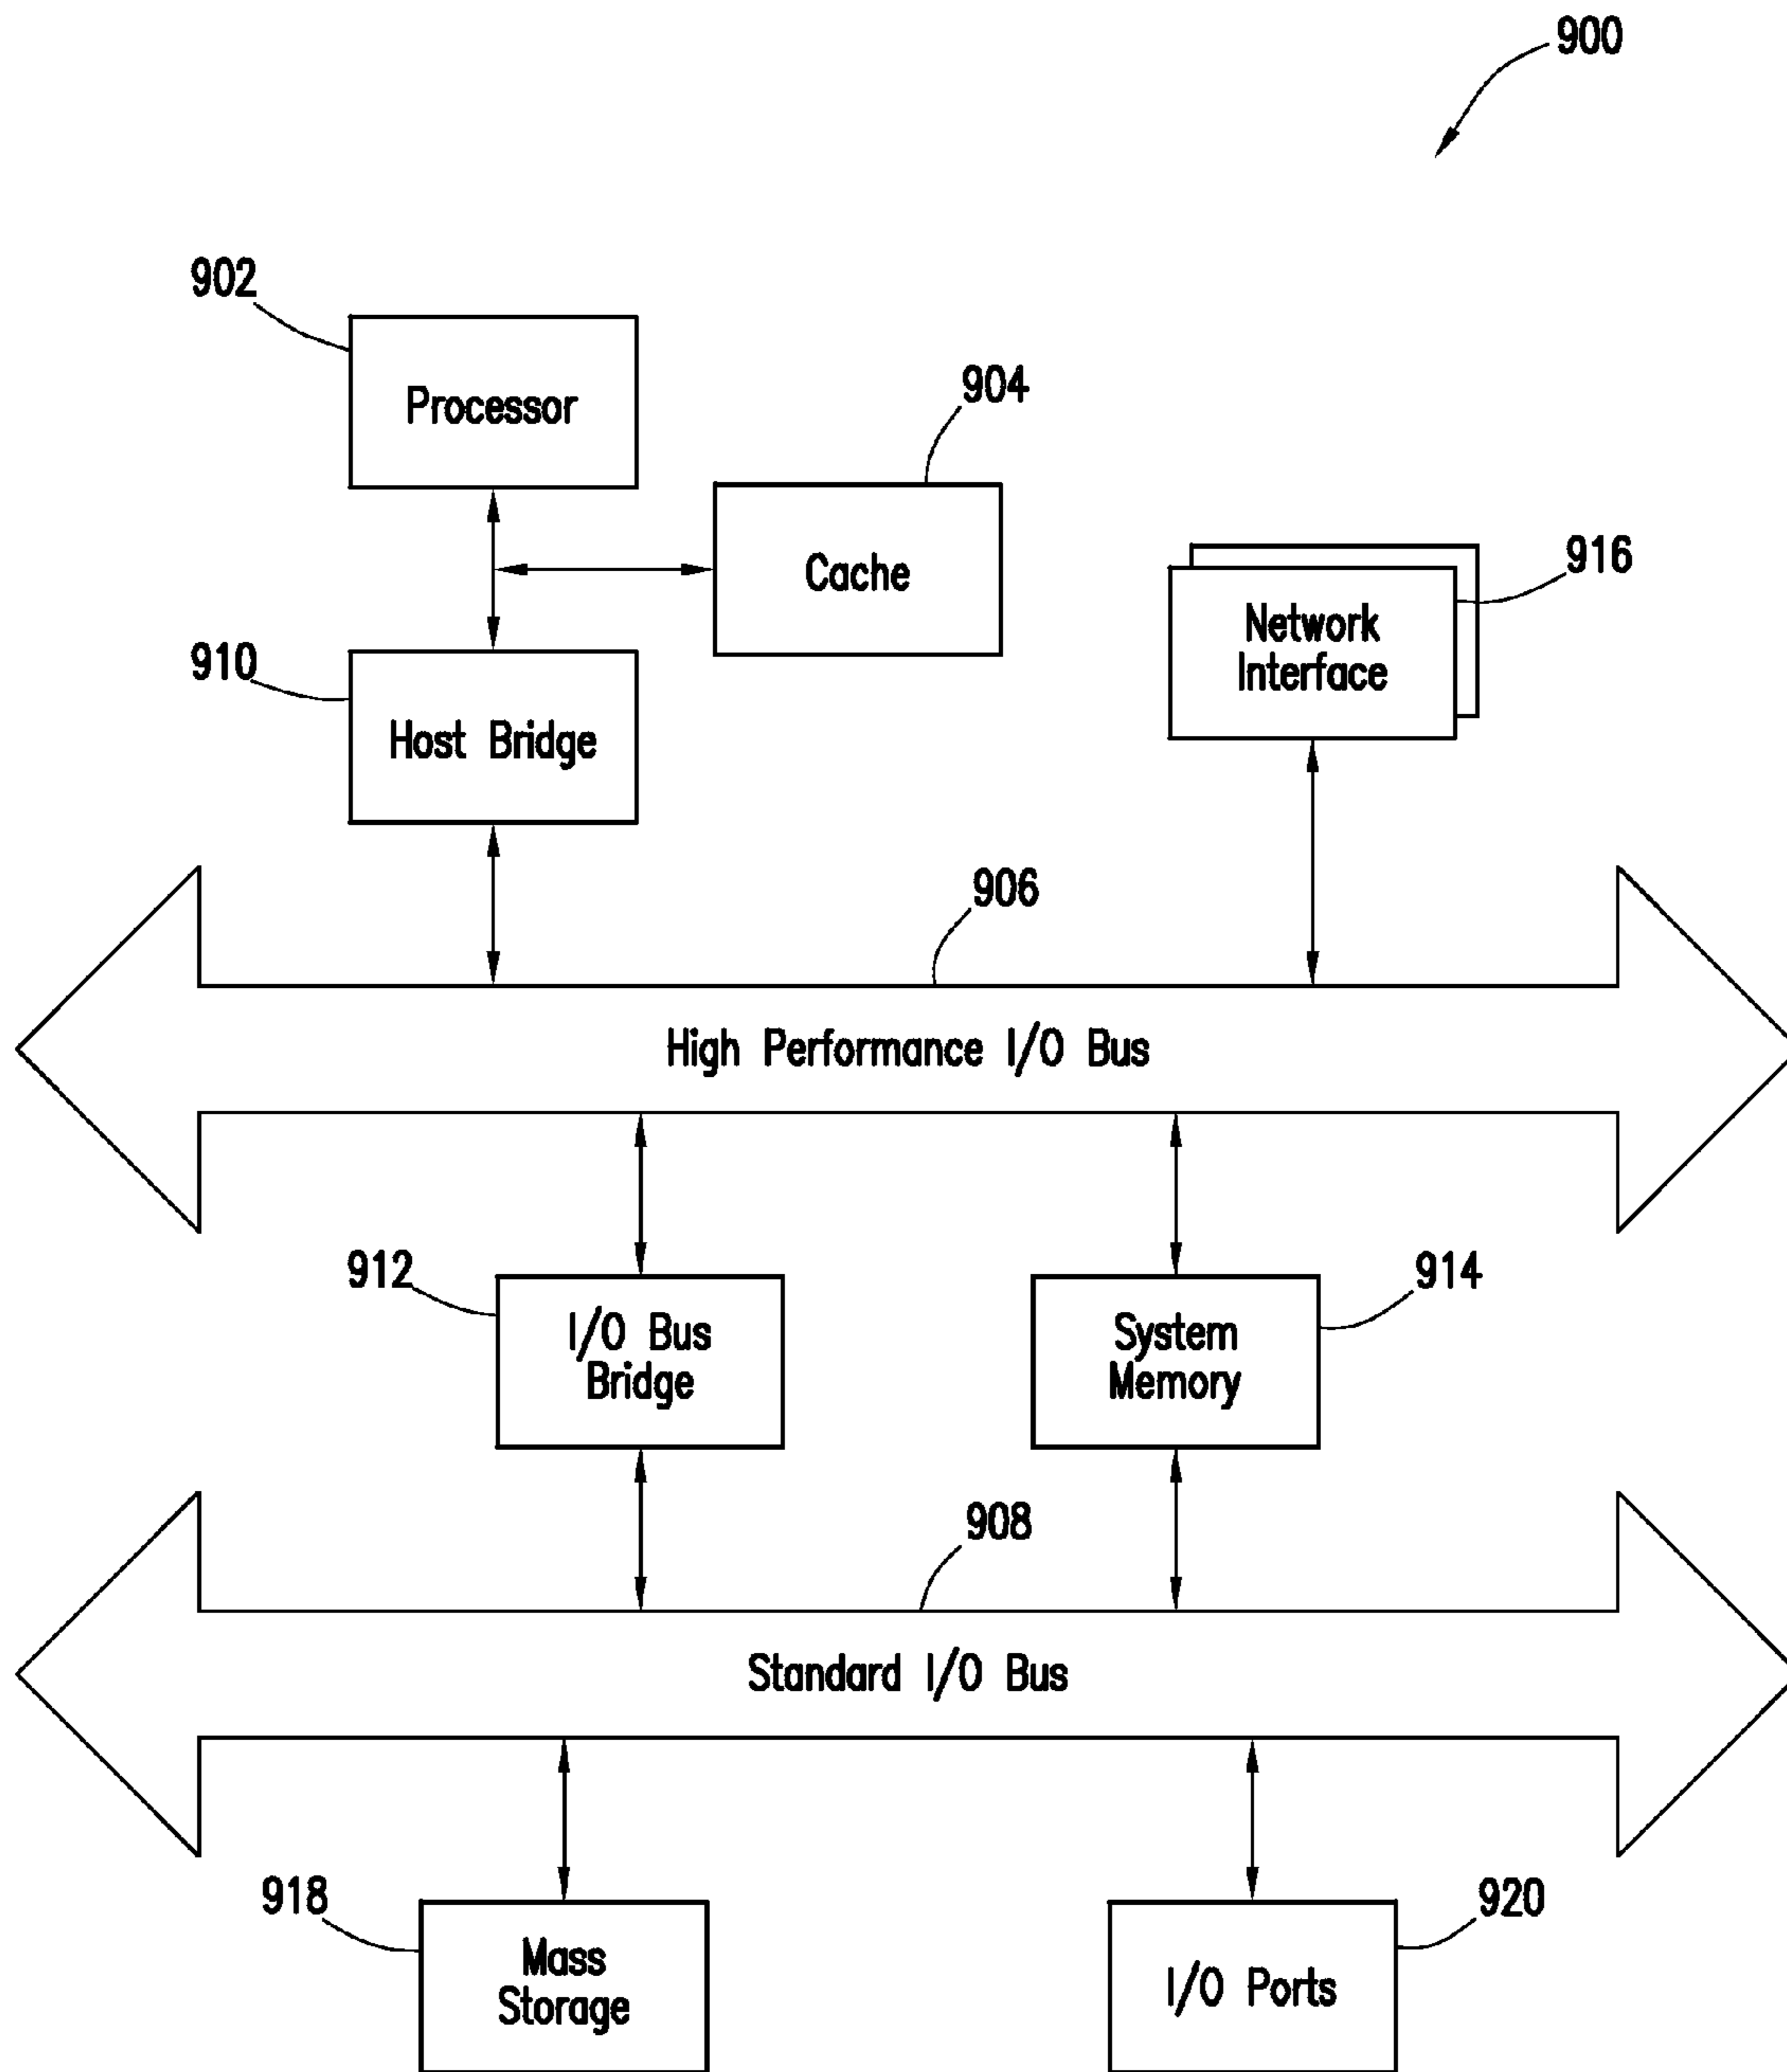 900
902
Processor
904
Cache
916
Network
Interface
910
Host Bridge
906
High Performance I/O Bus
912
I/O Bus
Bridge
914
System
Memory
908
Standard I/O Bus
918
Mass
Storage
920
I/O Ports